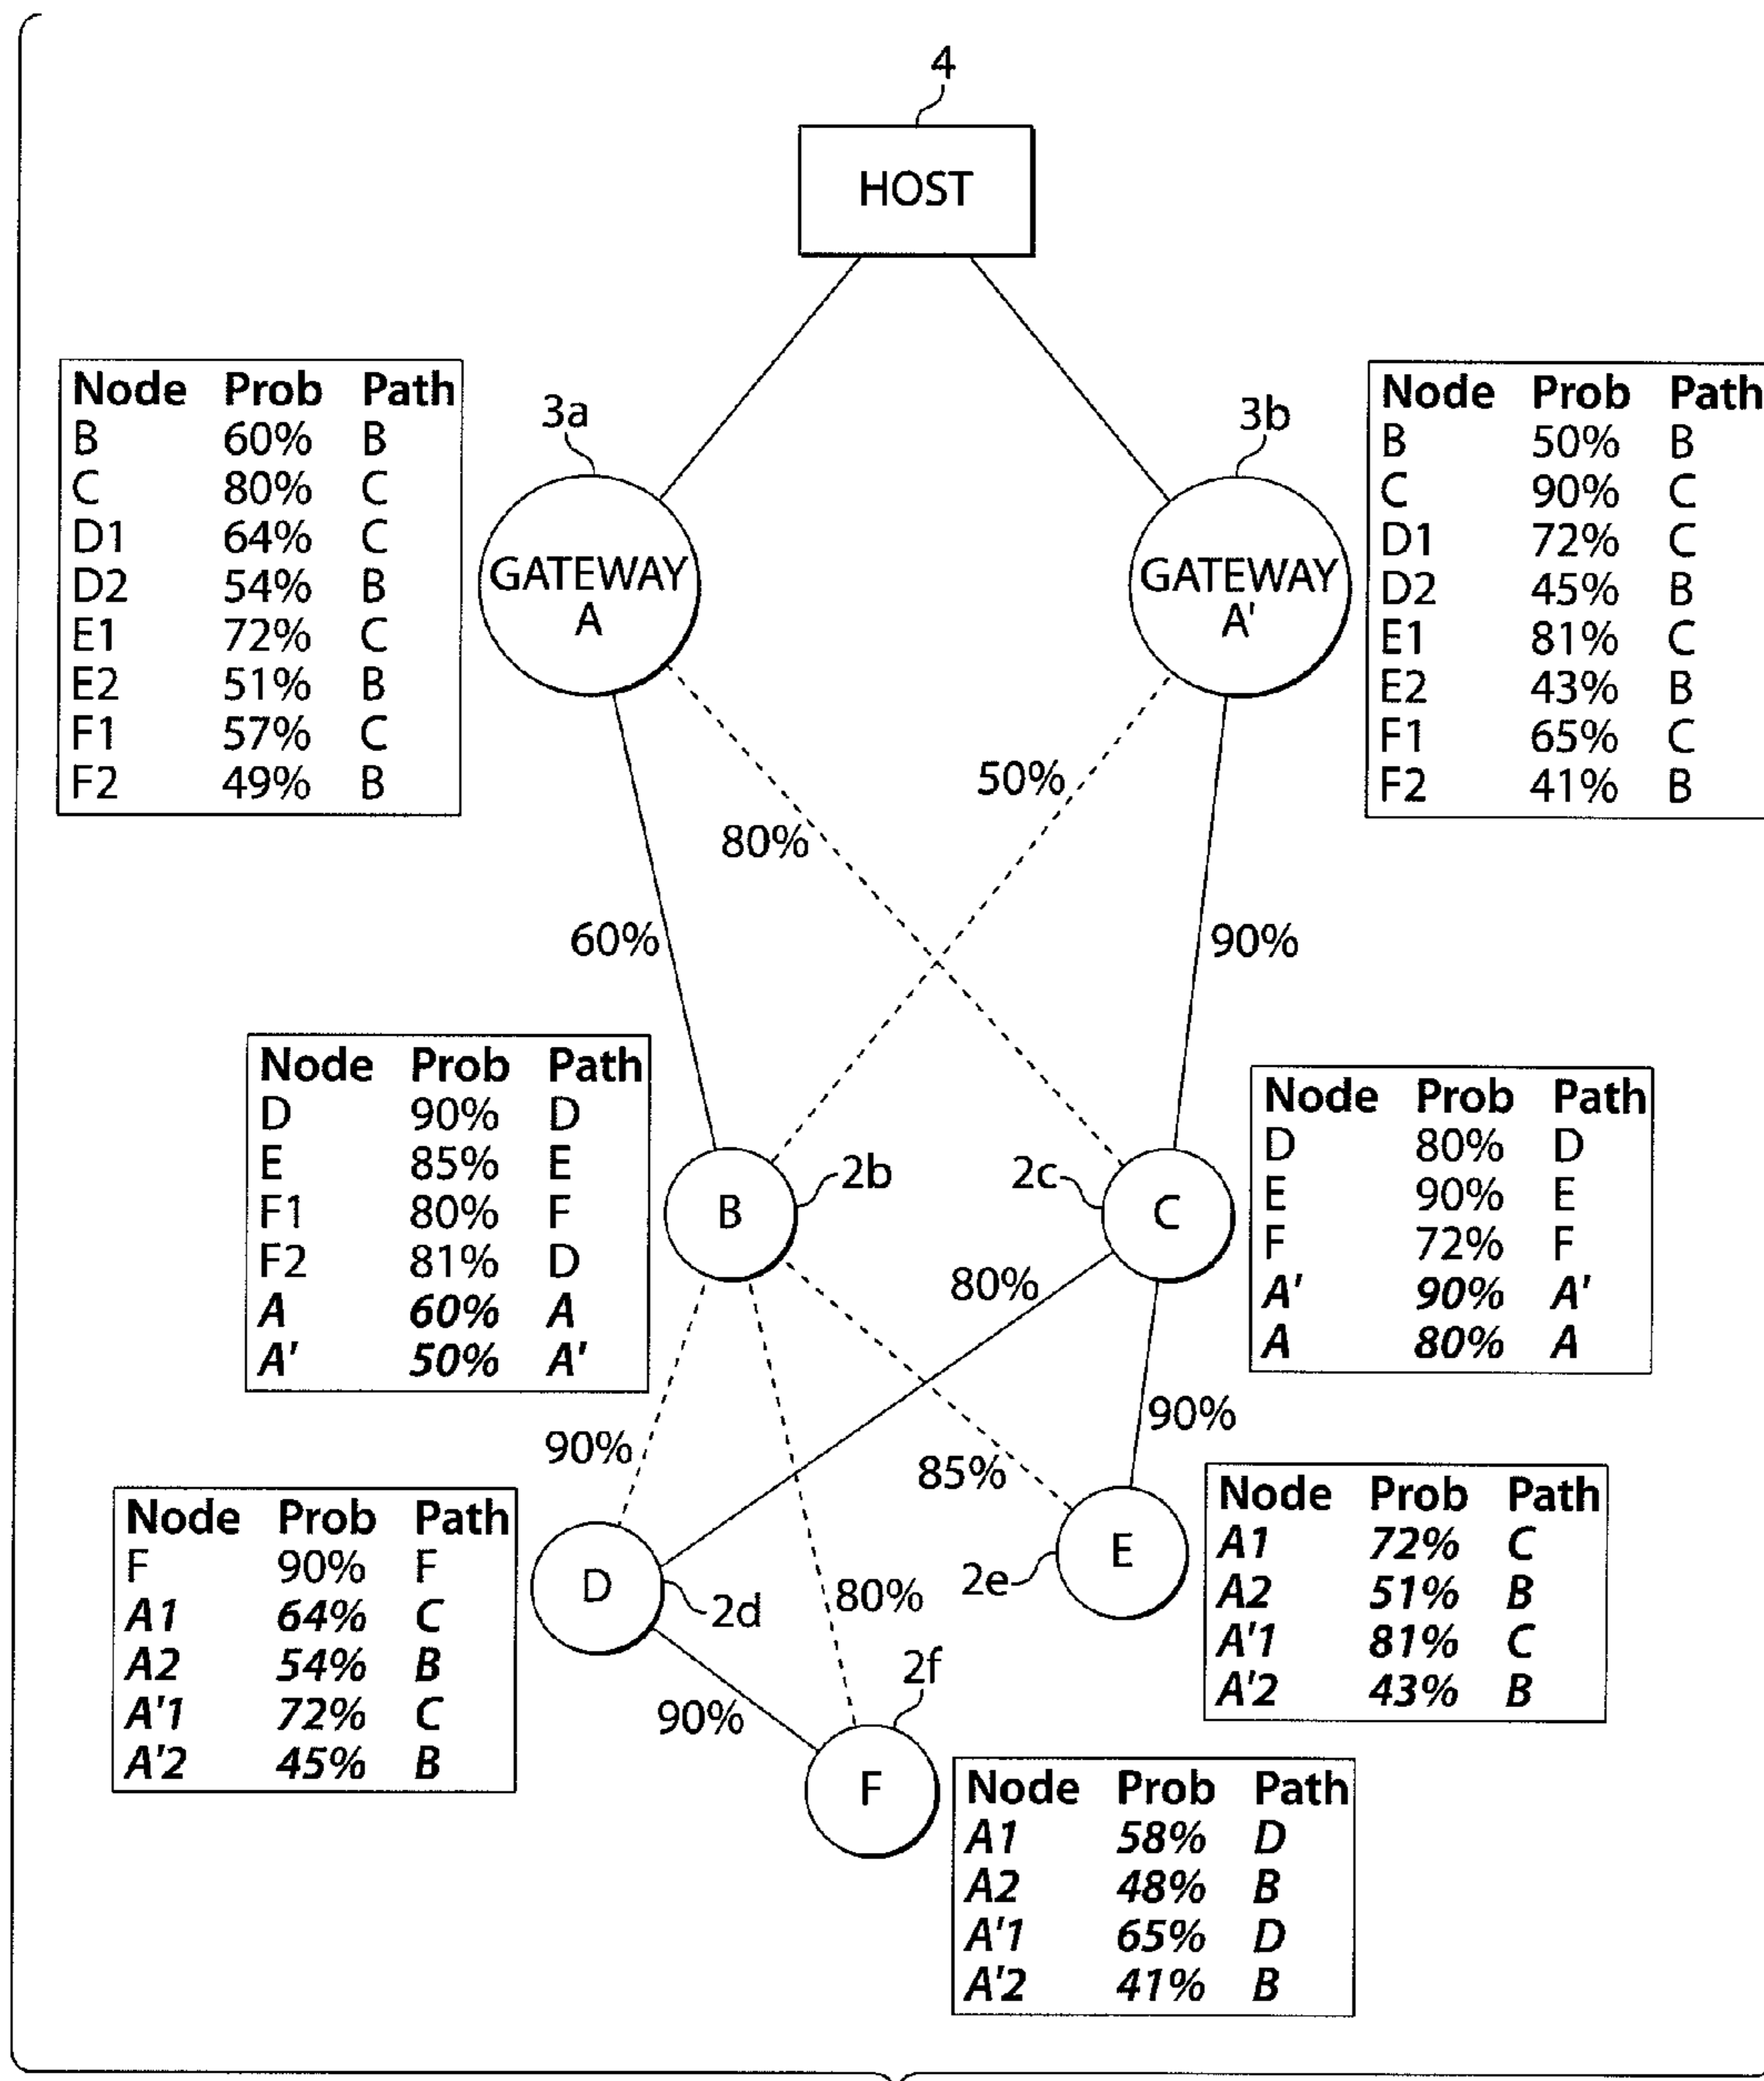 4
HOST
Node Prob Path
B 60% B
C 80% C
D1 64% C
D2 54% B
E1 72% C
E2 51% B
F1 57% C
F2 49% B
3a
GATEWAY
A
3b
GATEWAY
A'
Node Prob Path
B 50% B
C 90% C
D1 72% C
D2 45% B
E1 81% C
E2 43% B
F1 65% C
F2 41% B
50%
80%
60%
90%
Node Prob Path
D 90% D
E 85% E
F1 80% F
F2 81% D
A 60% A
A' 50% A'
B
2b
2c
C
Node Prob Path
D 80% D
E 90% E
F 72% F
A' 90% A'
A 80% A
80%
90%
90%
85%
Node Prob Path
F 90% F
A1 64% C
A2 54% B
A'1 72% C
A'2 45% B
D
2d
80%
2e
E
Node Prob Path
A1 72% C
A2 51% B
A'1 81% C
A'2 43% B
90%
2f
F
Node Prob Path
A1 58% D
A2 48% B
A'1 65% D
A'2 41% B